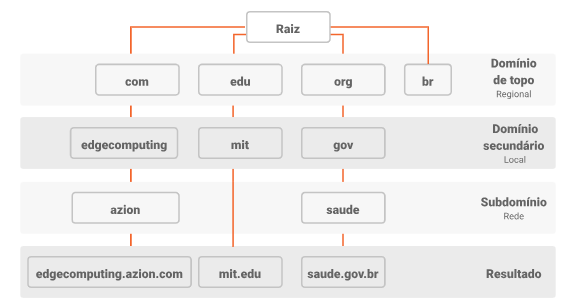 Raiz
com
edu
org
br
Domínio
de topo
Regional
edgecomputing
mit
gov
Domínio
secundário
Local
azion
saude
Subdomínio
Rede
edgecomputing.azion.com
mit.edu
saude.gov.br
Resultado